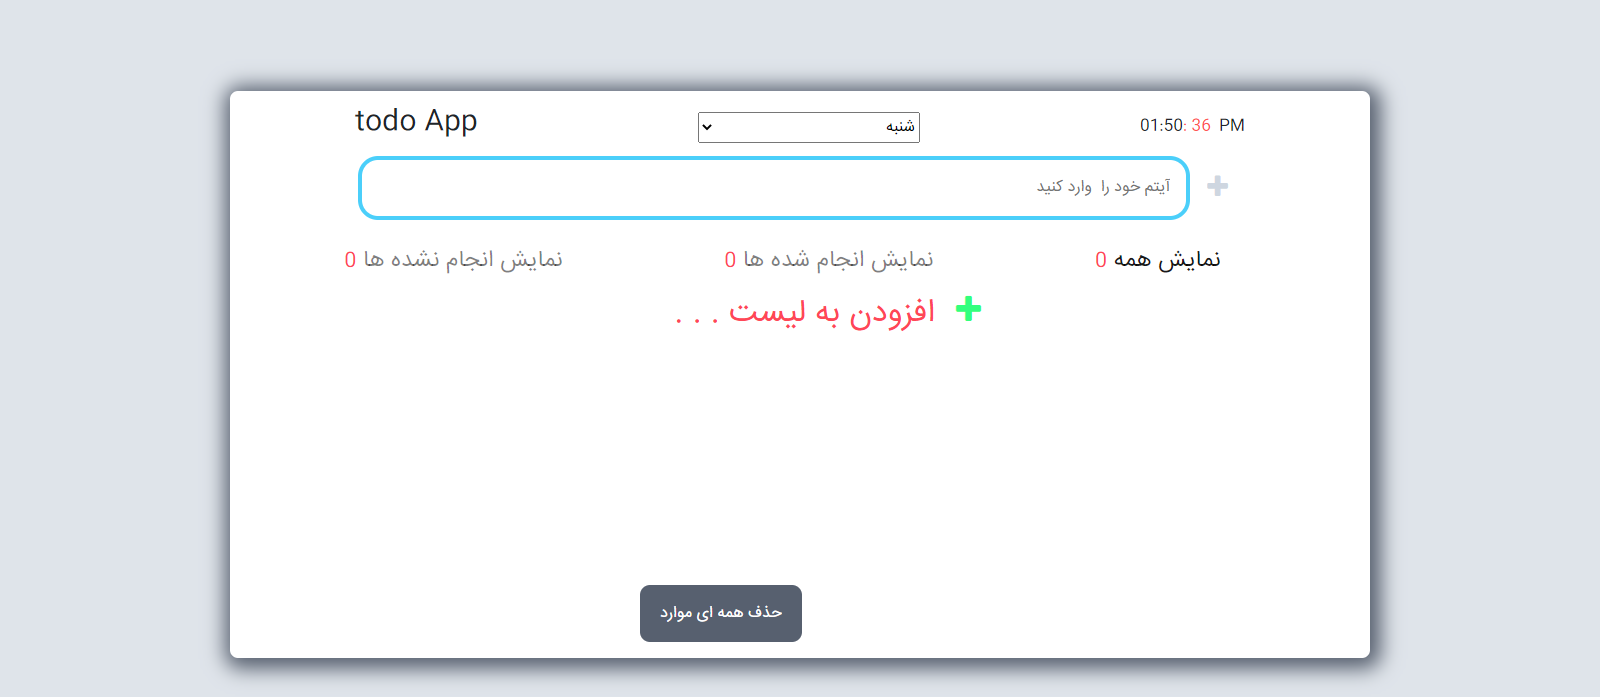 01:50: 36 PM
شنبه
todo App
آیتم خود را وارد کنید
نمایش همه 0
نمایش انجام شده ها 0
نمایش انجام نشده ها 0
افزودن به لیست . . .
حذف همه ای موارد